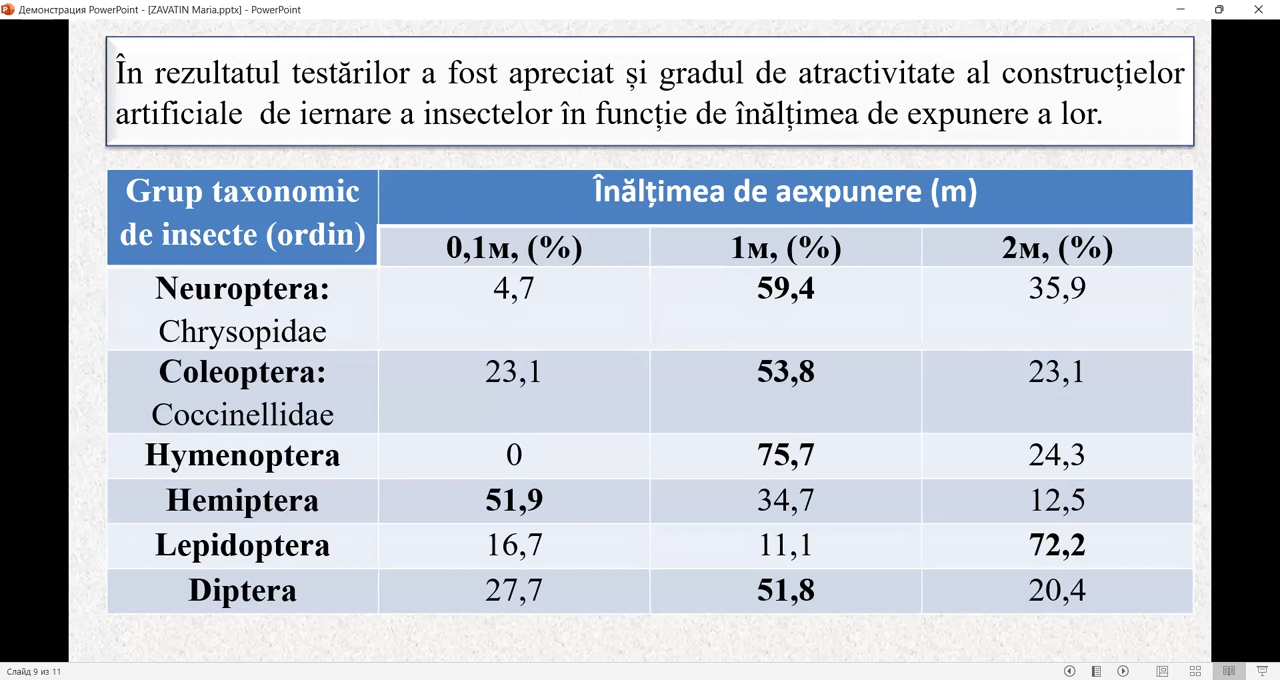 Демонстрация PowerPoint - [ZAVATIN Maria.pptx] - PowerPoint
În rezultatul testărilor a fost apreciat și gradul de atractivitate al construcțielor
artificiale de iernare a insectelor în funcție de înălțimea de expunere a lor.
Grup taxonomic
de insecte (ordin)
Înălțimea de aexpunere (m)
0,1м, (%) 1м, (%) 2м, (%)
Neuroptera: 4,7 59,4 35,9
Chrysopidae
Coleoptera: 23,1 53,8 23,1
Coccinellidae
Hymenoptera 0 75,7 24,3
Hemiptera 51,9 34,7 12,5
Lepidoptera 16,7 11,1 72,2
Diptera 27,7 51,8 20,4
Слайд 9 из 11